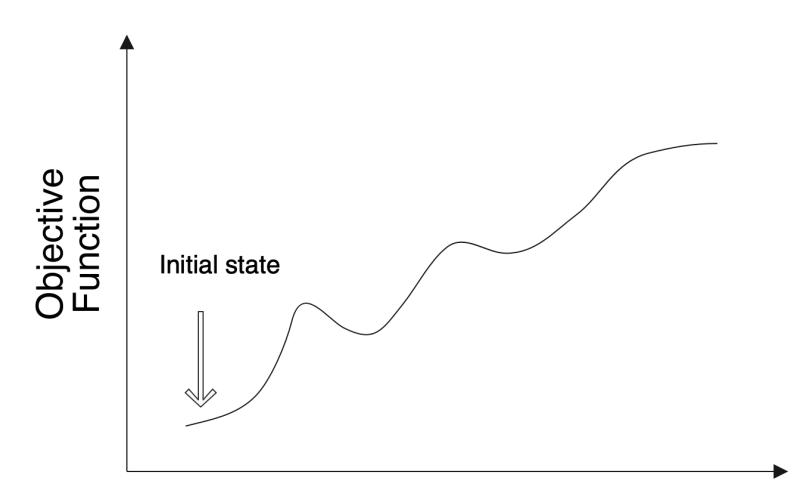 Objective
Function
Initial state